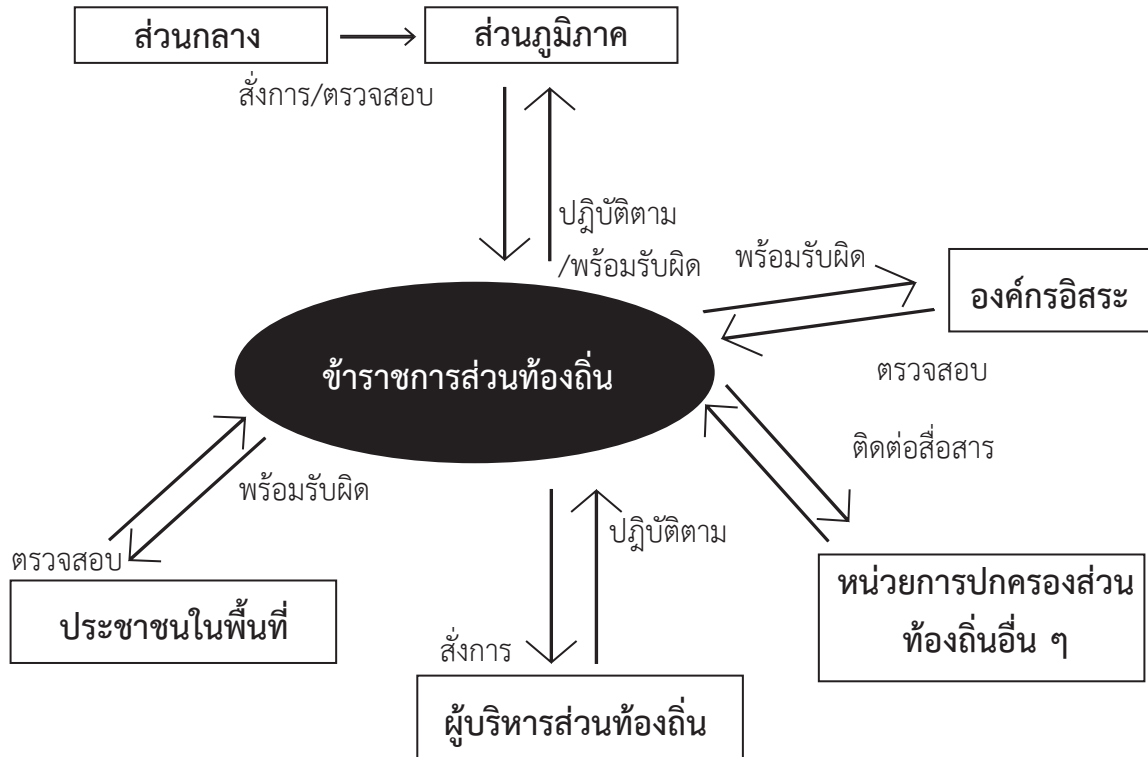 ส่วนกลาง
ส่วนภูมิภาค
สั่งการ/ตรวจสอบ
ปฎิบัติตาม
/พร้อมรับผิด
พร้อมรับผิด
องค์กรอิสระ
ข้าราชการส่วนท้องถิ่น
ตรวจสอบ
ติดต่อสื่อสาร
พร้อมรับผิด
ปฎิบัติตาม
ตรวจสอบ
ประชาชนในพื้นที่
หน่วยการปกครองส่วน
ท้องถิ่นอื่น ๆ
สั่งการ
ผู้บริหารส่วนท้องถิ่น